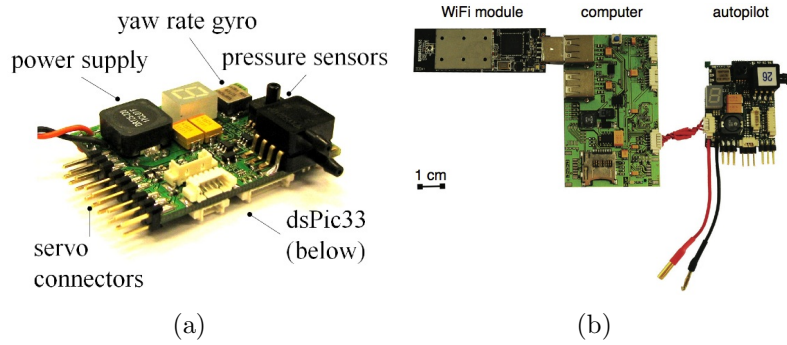 yaw rate gyro
power supply
pressure sensors
servo
connectors
dsPic33
(below)
(a)
WiFi module
computer
autopilot
26
1 cm
(b)